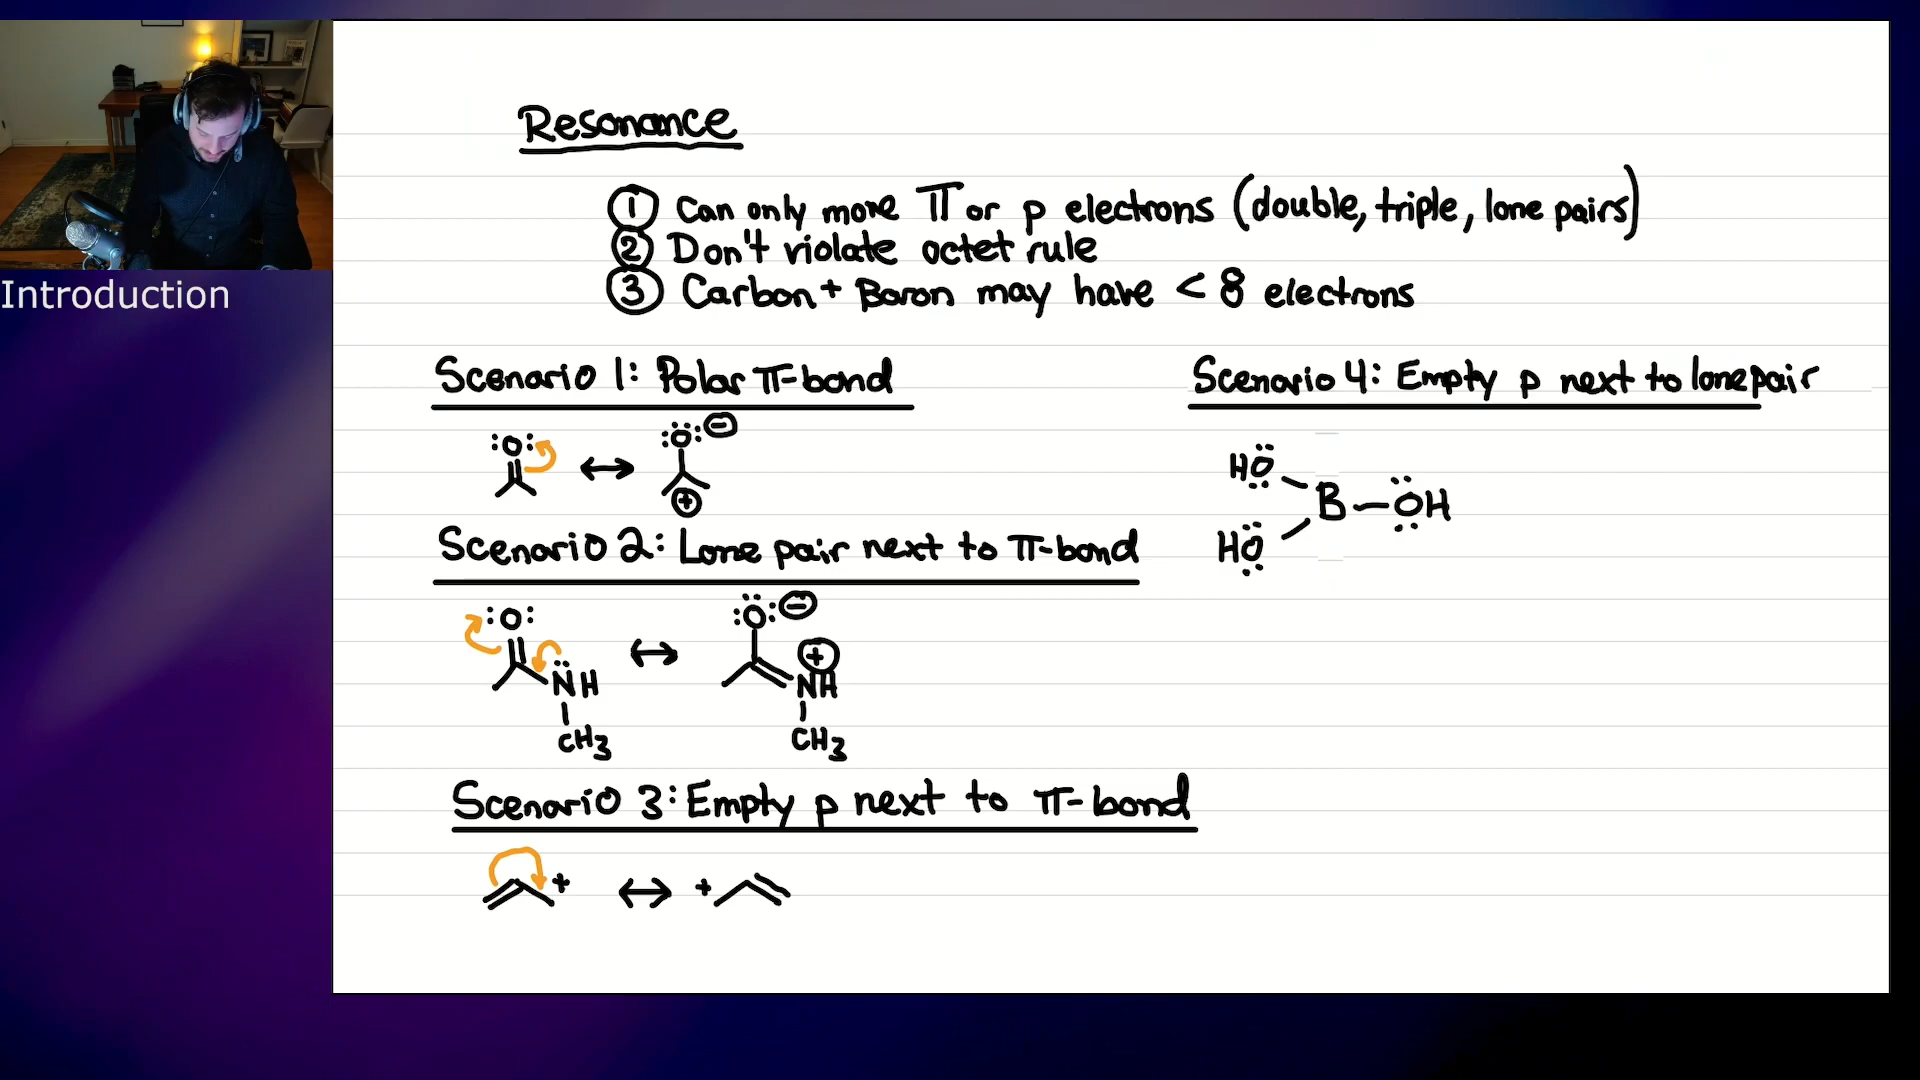 Introduction
Resonance
① Can only move π or p electrons (double, triple, lone pairs)
② Don't violate octet rule
③ Carbon + Boron may have < 8 electrons
Scenario 1: Polar π-bond
:O: ↔ :O: ⊖
⊕
Scenario 2: Lone pair next to π-bond
:O: ↔ :O: ⊖
NH
CH3
⊕
NH
CH3
Scenario 3: Empty p next to π-bond
+ ↔ +
Scenario 4: Empty p next to lone pair
HO
B-OH
HO